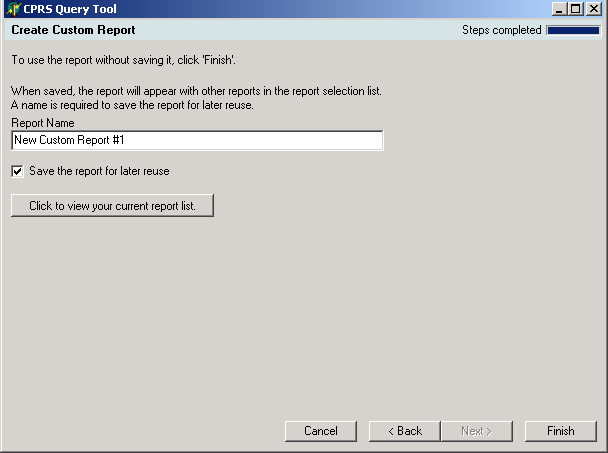 CPRS Query Tool
Create Custom Report
Steps completed
To use the report without saving it, click 'Finish'.
When saved, the report will appear with other reports in the report selection list.
A name is required to save the report for later reuse.
Report Name
New Custom Report #1
Save the report for later reuse
Click to view your current report list.
Cancel
< Back
Next >
Finish